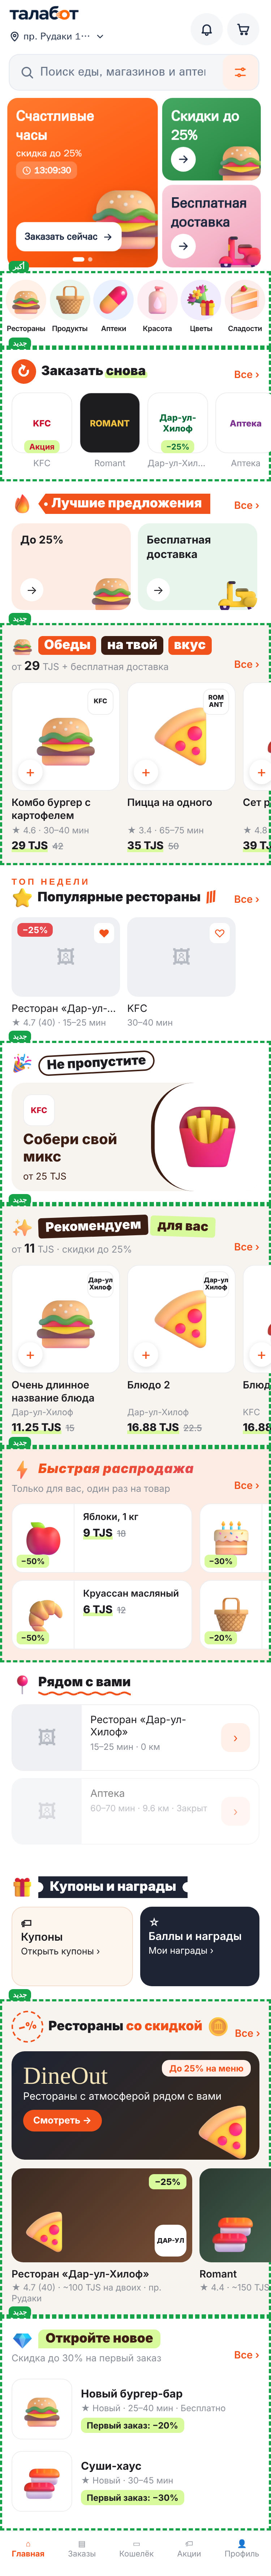 талабот
пр. Рудаки 1···
Поиск еды, магазинов и аптек
Счастливые
часы
скидка до 25%
13:09:30
Заказать сейчас →
Скидки до
25%
Бесплатная
доставка
أكبر
Рестораны
Продукты
Аптеки
Красота
Цветы
Сладости
جديد
Заказать снова
Все ›
KFC
Акция
KFC
ROMANT
Romant
Дар-ул-
Хилоф
−25%
Дар-ул-Хил...
Аптека
Аптека
Лучшие предложения
Все ›
До 25%
Бесплатная
доставка
جديد
Обеды на твой вкус
от 29 TJS + бесплатная доставка
Все ›
KFC
Комбо бургер с
картофелем
★ 4.6 · 30–40 мин
29 TJS 42
ROM
ANT
Пицца на одного
★ 3.4 · 65–75 мин
35 TJS 50
Сет р
★ 4.8
39 TJ
ТОП НЕДЕЛИ
Популярные рестораны
Все ›
−25%
Ресторан «Дар-ул-...
★ 4.7 (40) · 15–25 мин
KFC
30–40 мин
جديد
Не пропустите
KFC
Собери свой
микс
от 25 TJS
جديد
Рекомендуем для вас
от 11 TJS · скидки до 25%
Все ›
Дар-ул
Хилоф
Очень длинное
название блюда
Дар-ул-Хилоф
11.25 TJS 15
Дар-ул
Хилоф
Блюдо 2
Дар-ул-Хилоф
16.88 TJS 22.5
Блюд
KFC
16.88
جديد
Быстрая распродажа
Только для вас, один раз на товар
Все ›
Яблоки, 1 кг
9 TJS 18
−50%
−30%
Круассан масляный
6 TJS 12
−50%
−20%
Рядом с вами
Ресторан «Дар-ул-
Хилоф»
15–25 мин · 0 км
Аптека
60–70 мин · 9.6 км · Закрыт
Купоны и награды
Купоны
Открыть купоны ›
Баллы и награды
Мои награды ›
جديد
−%
Рестораны со скидкой
Все ›
DineOut
До 25% на меню
Рестораны с атмосферой рядом с вами
Смотреть →
−25%
ДАР-УЛ
Ресторан «Дар-ул-Хилоф»
★ 4.7 (40) · ~100 TJS на двоих · пр.
Рудаки
Romant
★ 4.4 · ~150 TJS
جديد
Откройте новое
Скидка до 30% на первый заказ
Все ›
Новый бургер-бар
★ Новый · 25–40 мин · Бесплатно
Первый заказ: −20%
Суши-хаус
★ Новый · 30–45 мин
Первый заказ: −30%
Главная
Заказы
Кошелёк
Акции
Профиль